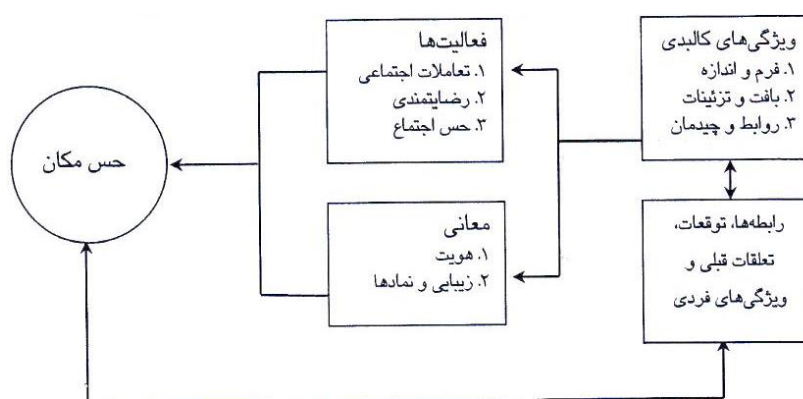 ویژگی‌های کالبدی
۱. فرم و اندازه
۲. بافت و تزئینات
۳. روابط و چیدمان
فعالیت‌ها
۱. تعاملات اجتماعی
۲. رضایتمندی
۳. حس اجتماع
حس مکان
معانی
۱. هویت
۲. زیبایی و نمادها
رابطه‌ها، توقعات،
تعلقات قبلی و
ویژگی‌های فردی